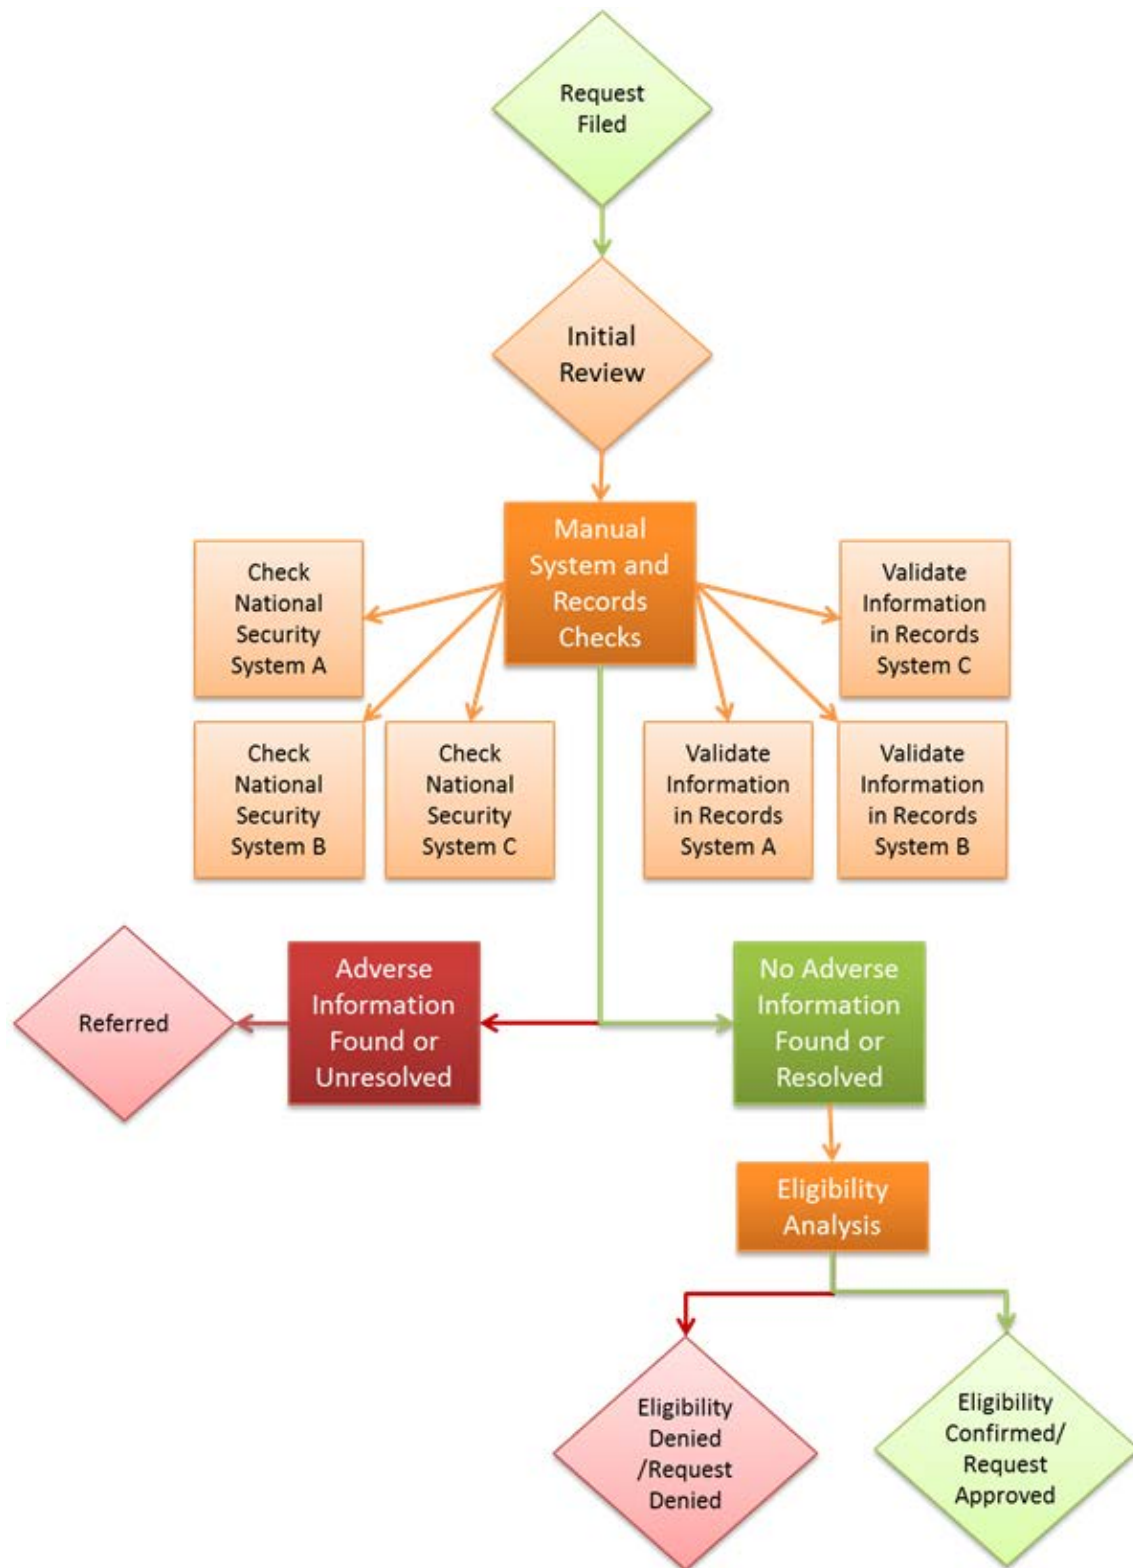 Request
Filed
Initial
Review
Manual
System and
Records
Checks
Check
National
Security
System A
Validate
Information
in Records
System C
Check
National
Security
System B
Check
National
Security
System C
Validate
Information
in Records
System A
Validate
Information
in Records
System B
Referred
Adverse
Information
Found or
Unresolved
No Adverse
Information
Found or
Resolved
Eligibility
Analysis
Eligibility
Denied
/Request
Denied
Eligibility
Confirmed/
Request
Approved